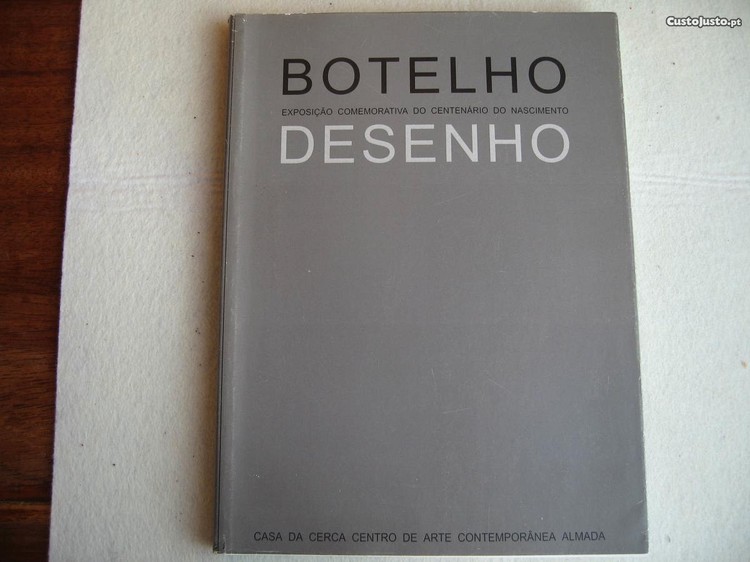 CustoJusto.pt
BOTELHO
EXPOSIÇÃO COMEMORATIVA DO CENTENÁRIO DO NASCIMENTO
DESENHO
CASA DA CERCA CENTRO DE ARTE CONTEMPORÂNEA ALMADA